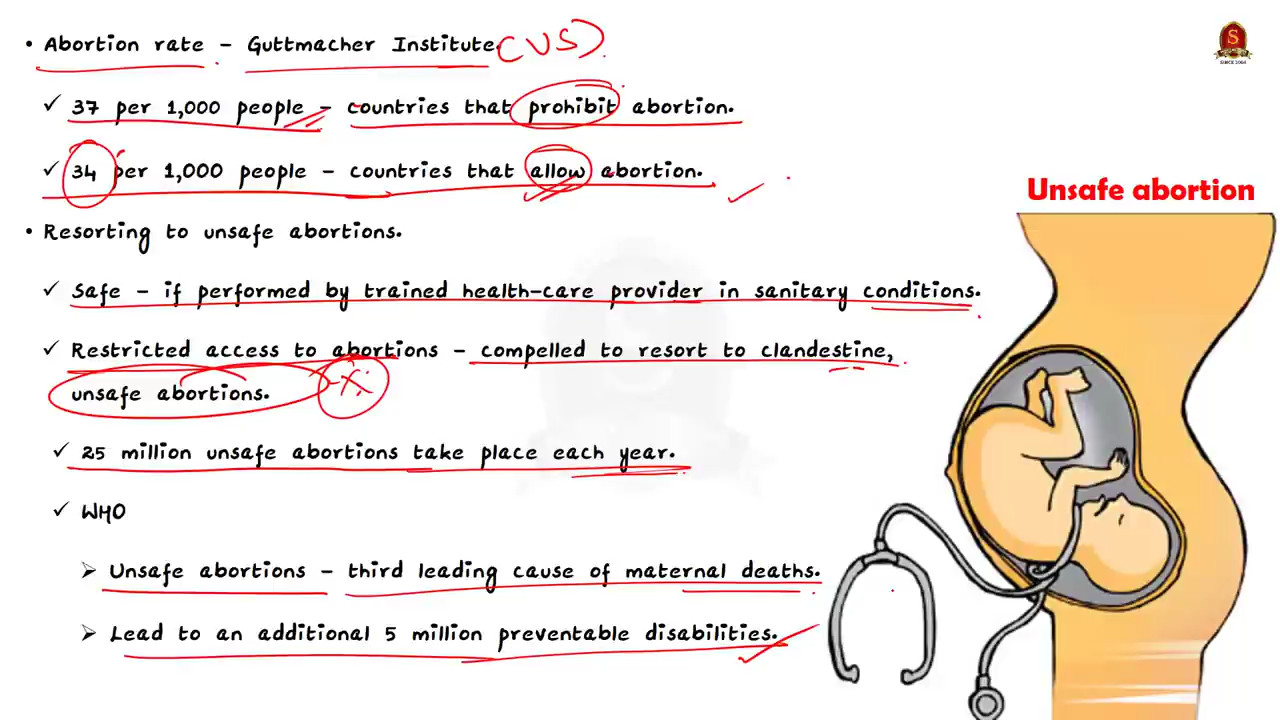 • Abortion rate – Guttmacher Institute. (US)
✓ 37 per 1,000 people – countries that prohibit abortion.
✓ 34 per 1,000 people – countries that allow abortion.
• Resorting to unsafe abortions.
✓ Safe – if performed by trained health-care provider in sanitary conditions.
✓ Restricted access to abortions – compelled to resort to clandestine,
unsafe abortions.
✓ 25 million unsafe abortions take place each year.
✓ WHO
➢ Unsafe abortions – third leading cause of maternal deaths.
➢ Lead to an additional 5 million preventable disabilities.
S
SINCE 2004
Unsafe abortion